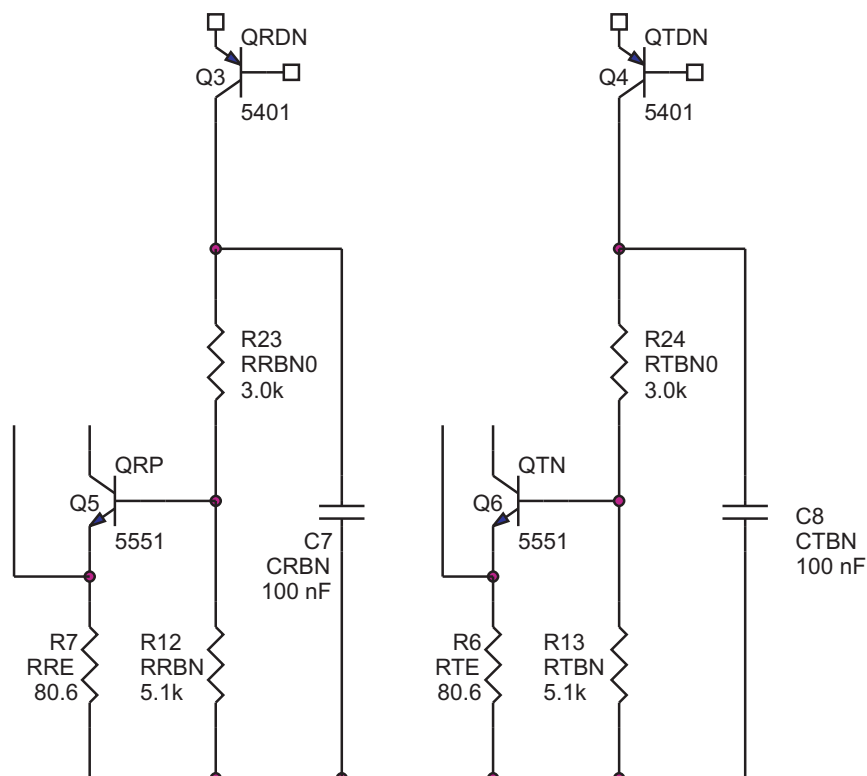 QRDN
Q3
5401
QTDN
Q4
5401
R23
RRBN0
3.0k
R24
RTBN0
3.0k
QRP
Q5
5551
QTN
Q6
5551
C7
CRBN
100 nF
C8
CTBN
100 nF
R7
RRE
80.6
R12
RRBN
5.1k
R6
RTE
80.6
R13
RTBN
5.1k